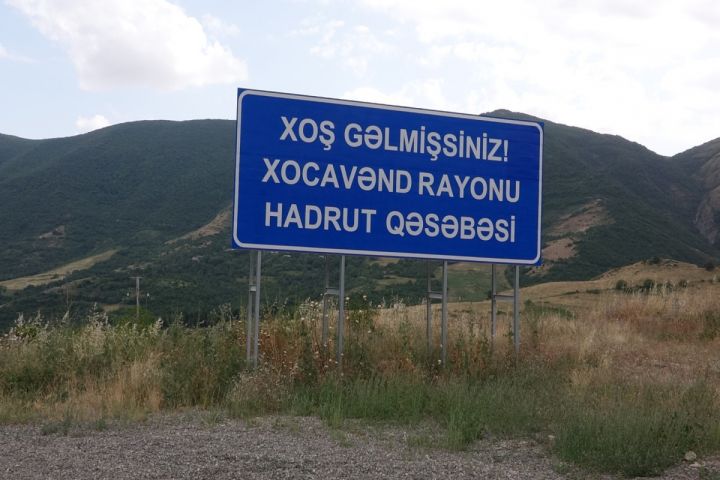 XOŞ GƏLMİŞSİNİZ!
XOCAVƏND RAYONU
HADRUT QƏSƏBƏSİ